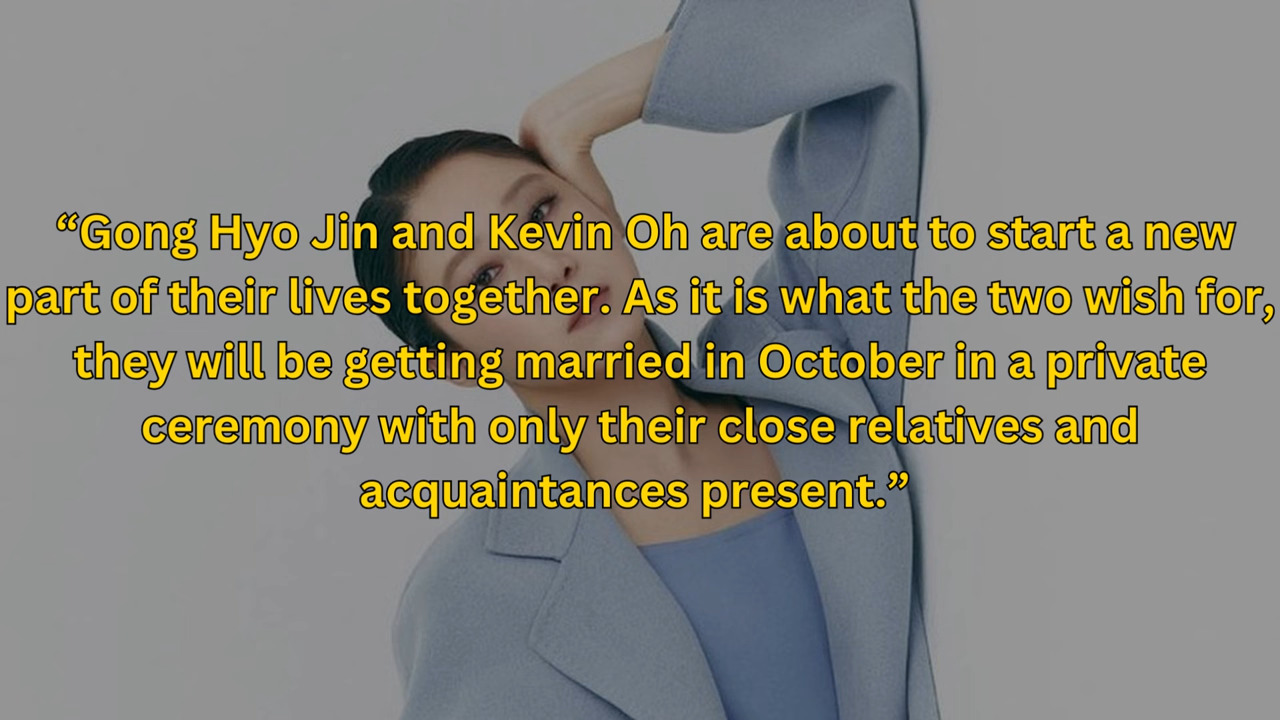 “Gong Hyo Jin and Kevin Oh are about to start a new
part of their lives together. As it is what the two wish for,
they will be getting married in October in a private
ceremony with only their close relatives and
acquaintances present.”